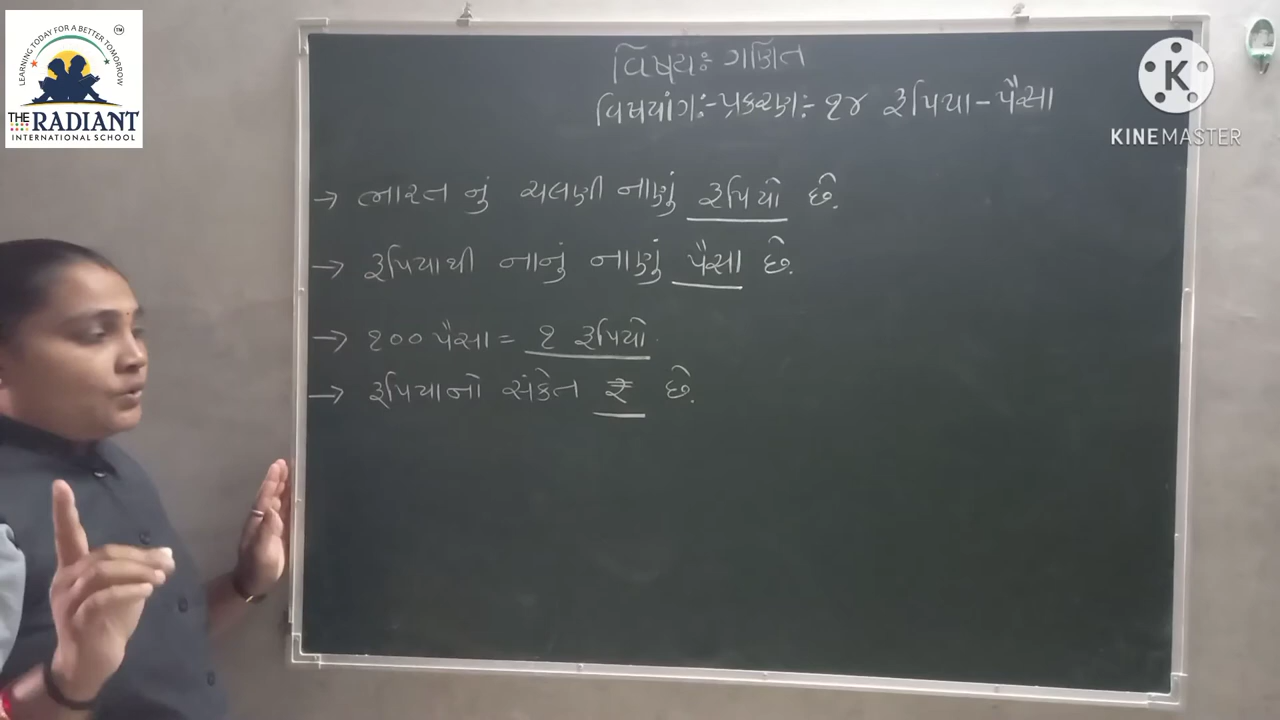 LEARNING TODAY FOR A BETTER TOMORROW
TM
THE RADIANT
INTERNATIONAL SCHOOL
K
KINEMASTER
વિષય:- ગણિત
વિષયાંગ:-પ્રકરણ:- ૧૪ રૂપિયા - પૈસા
→ ભારત નું ચલણી નાણું રૂપિયો છે.
→ રૂપિયાથી નાનું નાણું પૈસા છે.
→ ૧૦૦ પૈસા = ૧ રૂપિયો
→ રૂપિયાનો સંકેત ₹ છે.